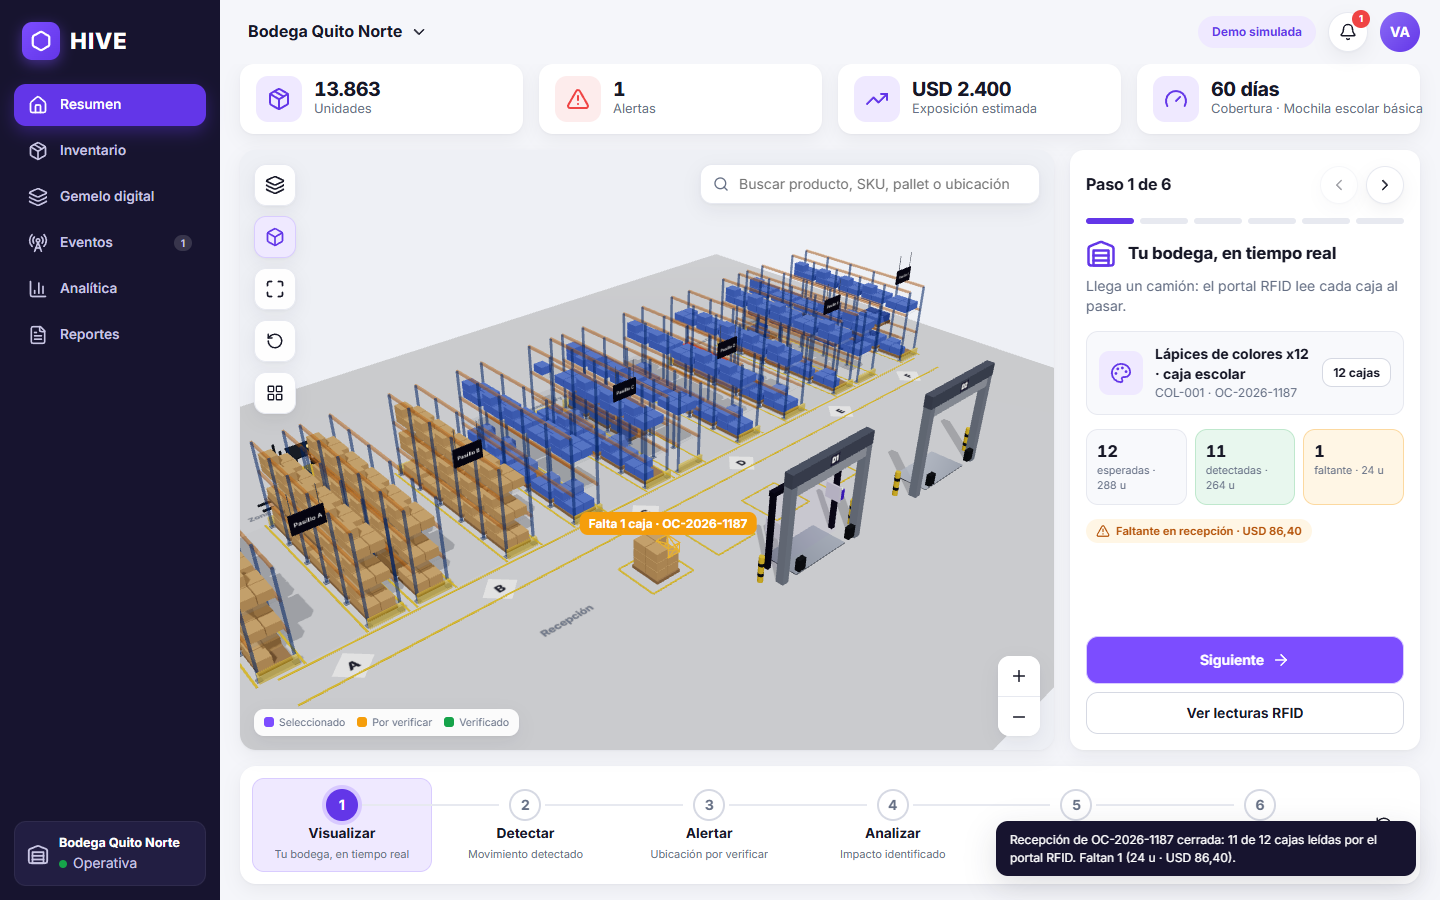 HIVE
Resumen
Inventario
Gemelo digital
Eventos
1
Analítica
Reportes
Bodega Quito Norte
Operativa
Bodega Quito Norte
Demo simulada
1
VA
13.863
Unidades
1
Alertas
USD 2.400
Exposición estimada
60 días
Cobertura · Mochila escolar básica
Buscar producto, SKU, pallet o ubicación
Pasillo A
Pasillo B
Pasillo C
01
02
A
B
D
Recepción
Falta 1 caja · OC-2026-1187
Seleccionado
Por verificar
Verificado
Paso 1 de 6
Tu bodega, en tiempo real
Llega un camión: el portal RFID lee cada caja al
pasar.
Lápices de colores x12
· caja escolar
COL-001 · OC-2026-1187
12 cajas
12
esperadas ·
288 u
11
detectadas ·
264 u
1
faltante · 24 u
Faltante en recepción · USD 86,40
Siguiente
Ver lecturas RFID
1
Visualizar
Tu bodega, en tiempo real
2
Detectar
Movimiento detectado
3
Alertar
Ubicación por verificar
4
Analizar
Impacto identificado
5
6
Recepción de OC-2026-1187 cerrada: 11 de 12 cajas leídas por el
portal RFID. Faltan 1 (24 u · USD 86,40).